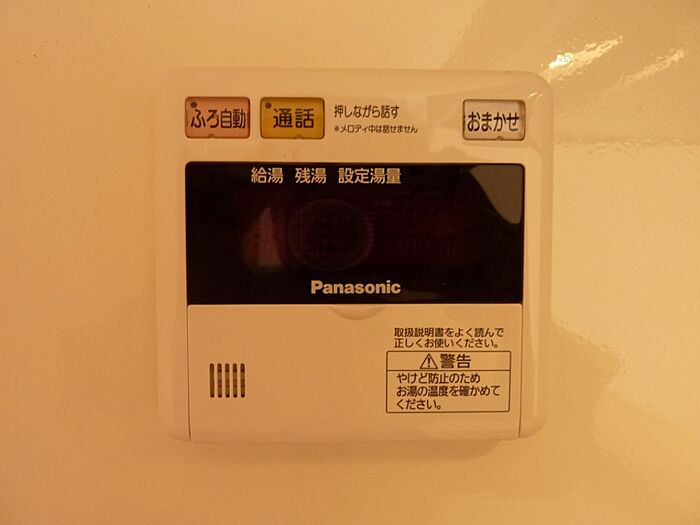 ふろ自動
通話
押しながら話す
※メロディ中は話せません
おまかせ
給湯 残湯 設定湯量
Panasonic
取扱説明書をよく読んで
正しくお使いください。
警告
やけど防止のため
お湯の温度を確かめて
ください。